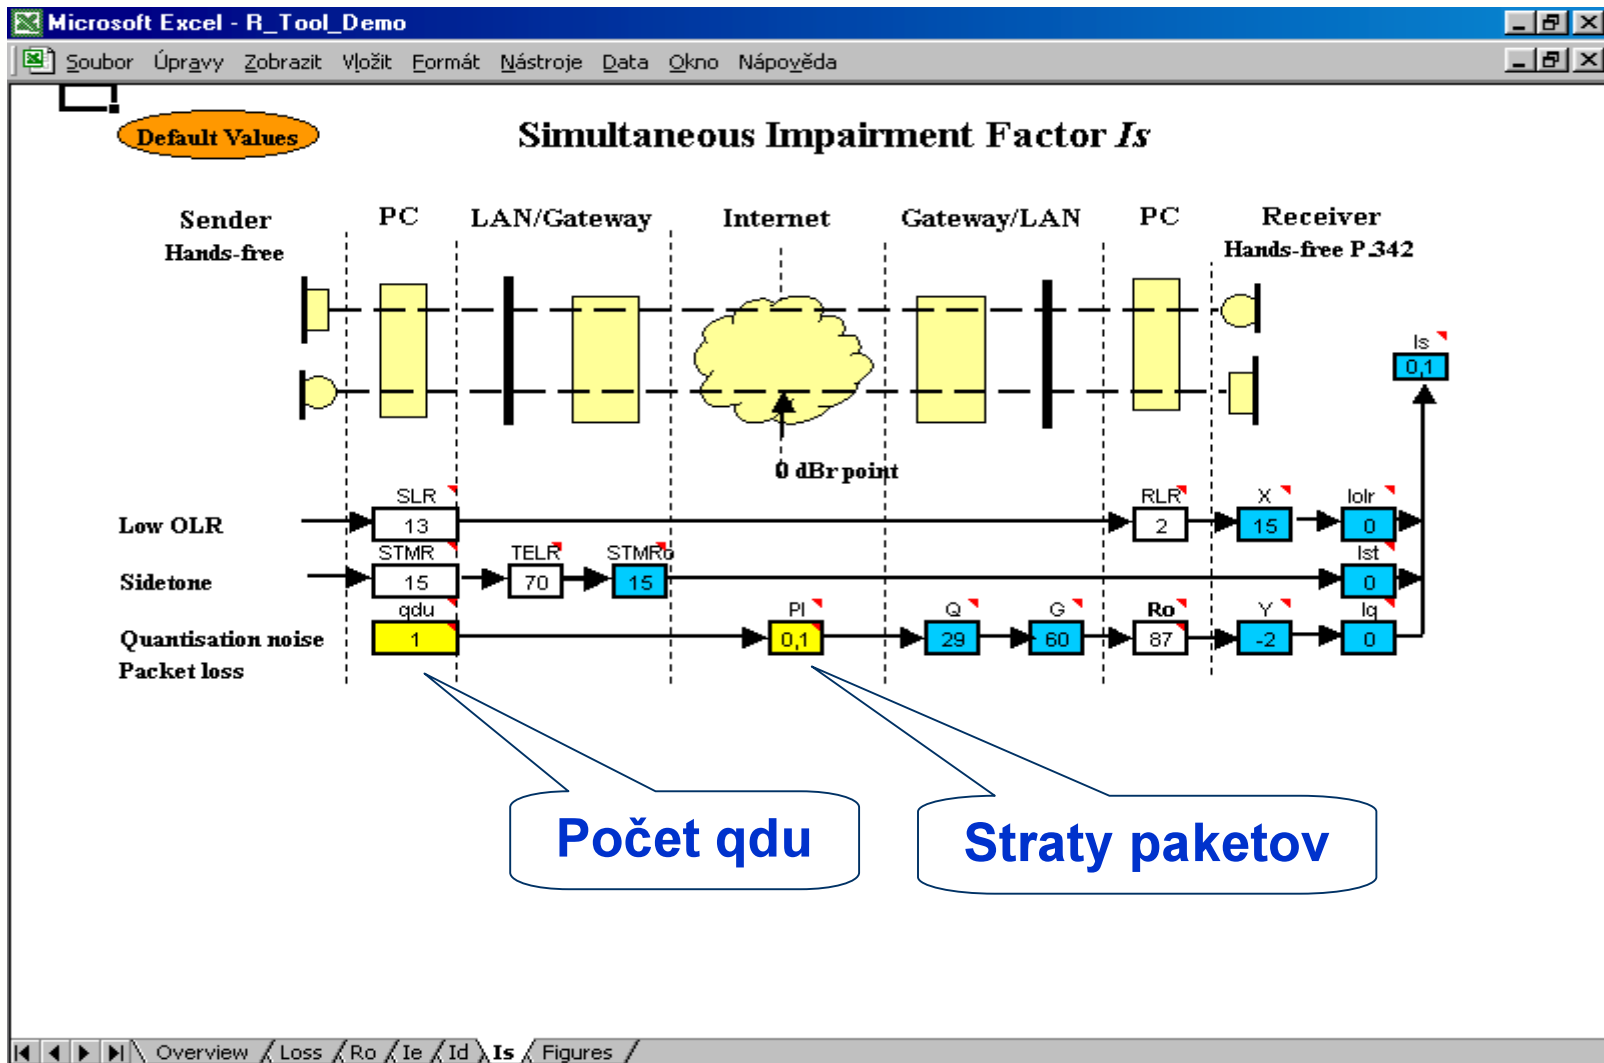 Microsoft Excel - R_Tool_Demo
Soubor Úpravy Zobrazit Vložit Formát Nástroje Data Okno Nápověda
Default Values
Simultaneous Impairment Factor Is
Sender PC LAN/Gateway Internet Gateway/LAN PC Receiver
Hands-free Hands-free P.342
Is
0,1
0 dBr point
SLR RLR X Iolr
Low OLR 13 2 15 0
STMR TELR STMRo Ist
Sidetone 15 70 15 0
qdu Pl Q G Ro Y Iq
Quantisation noise 1 0,1 29 60 87 -2 0
Packet loss
Počet qdu
Straty paketov
Overview Loss Ro Ie Id Is Figures